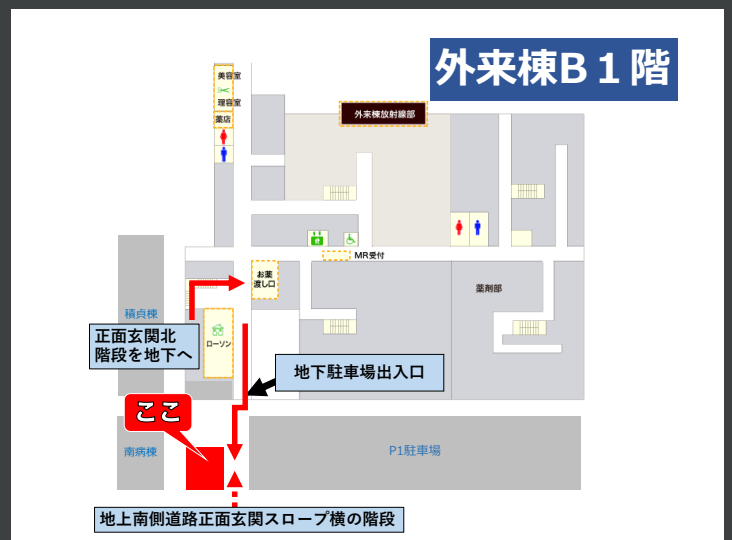 外来棟B1階
美容室
理容室
薬店
外来棟放射線部
MR受付
お薬
渡し口
薬剤部
積貞棟
正面玄関北
階段を地下へ
ローソン
地下駐車場出入口
ここ
南病棟
P1駐車場
地上南側道路正面玄関スロープ横の階段